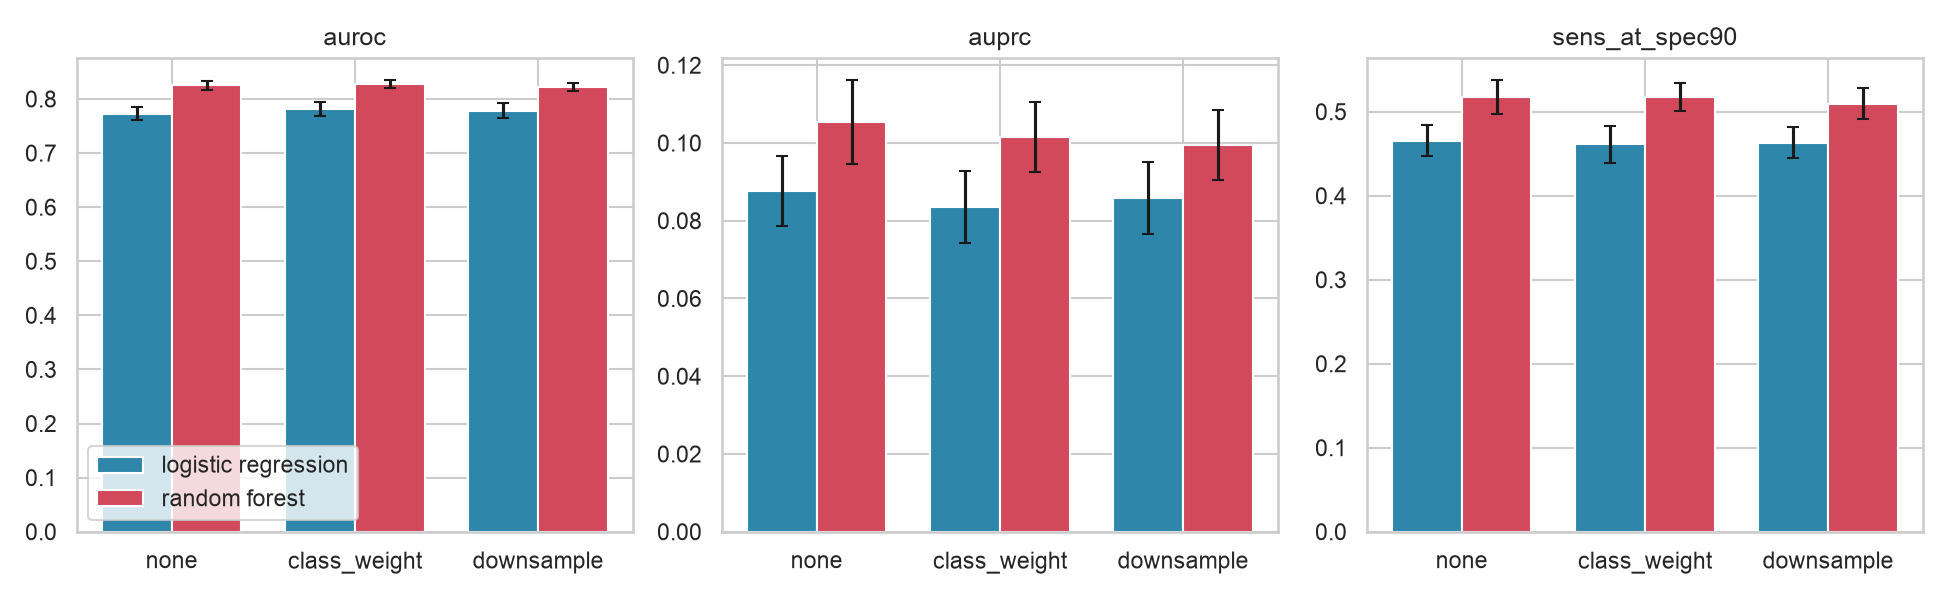 auroc
0.8
0.7
0.6
0.5
0.4
0.3
0.2
0.1
0.0
logistic regression
random forest
none class_weight downsample
auprc
0.12
0.10
0.08
0.06
0.04
0.02
0.00
none class_weight downsample
sens_at_spec90
0.5
0.4
0.3
0.2
0.1
0.0
none class_weight downsample